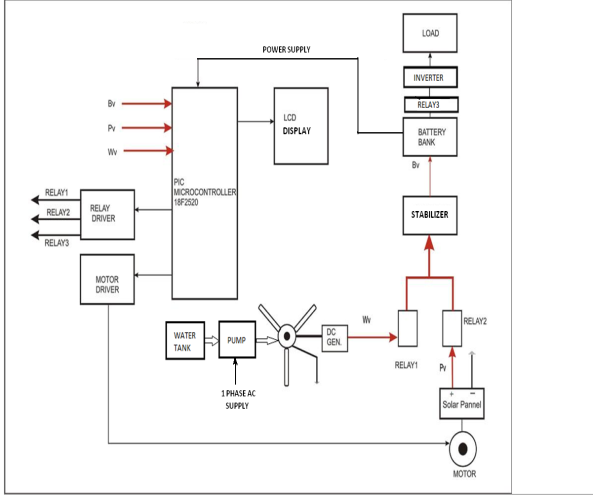 LOAD
POWER SUPPLY
INVERTER
RELAY3
Bv
Pv
Wv
LCD
DISPLAY
BATTERY
BANK
Bv
PIC
MICROCONTROLLER
18F2520
RELAY1
RELAY2
RELAY3
RELAY
DRIVER
STABILIZER
MOTOR
DRIVER
WATER
TANK
PUMP
DC
GEN.
Wv
RELAY1
RELAY2
1 PHASE AC
SUPPLY
Pv
+ −
Solar Pannel
MOTOR